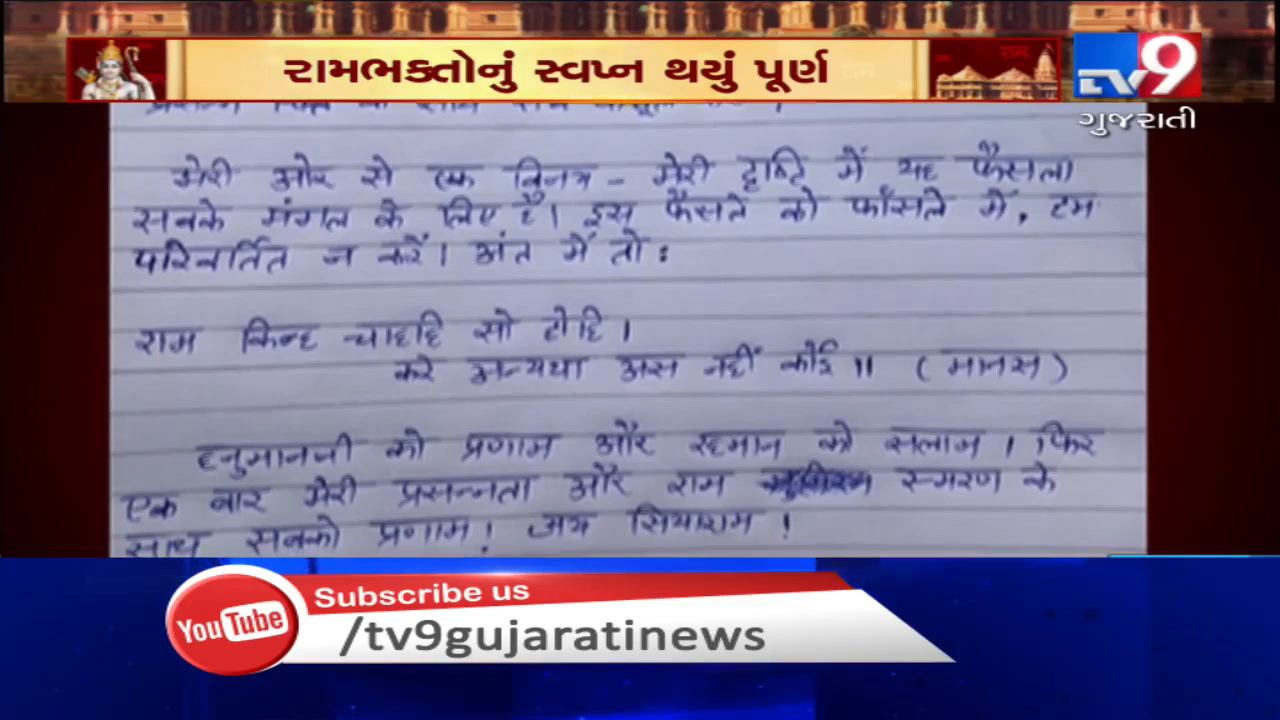 રામભક્તોનું સ્વપ્ન થયું પૂર્ણ
TV9
ગુજરાતી
मेरी ओर से एक विनय - मेरी दृष्टि में यह फैसला
सबके मंगल के लिए है। इस फैसले को फाँसले में, हम
परिवर्तित न करें। अंत में तो :
राम किन्ह चाहहि सो होहि ।
करे अन्यथा अस नहीं कोई ॥ (मानस)
हनुमानजी को प्रणाम और रहमान को सलाम । फिर
एक बार मेरी प्रसन्नता और राम स्मरण के
साथ सबको प्रणाम ! जय सियाराम !
YouTube
Subscribe us
/tv9gujaratinews